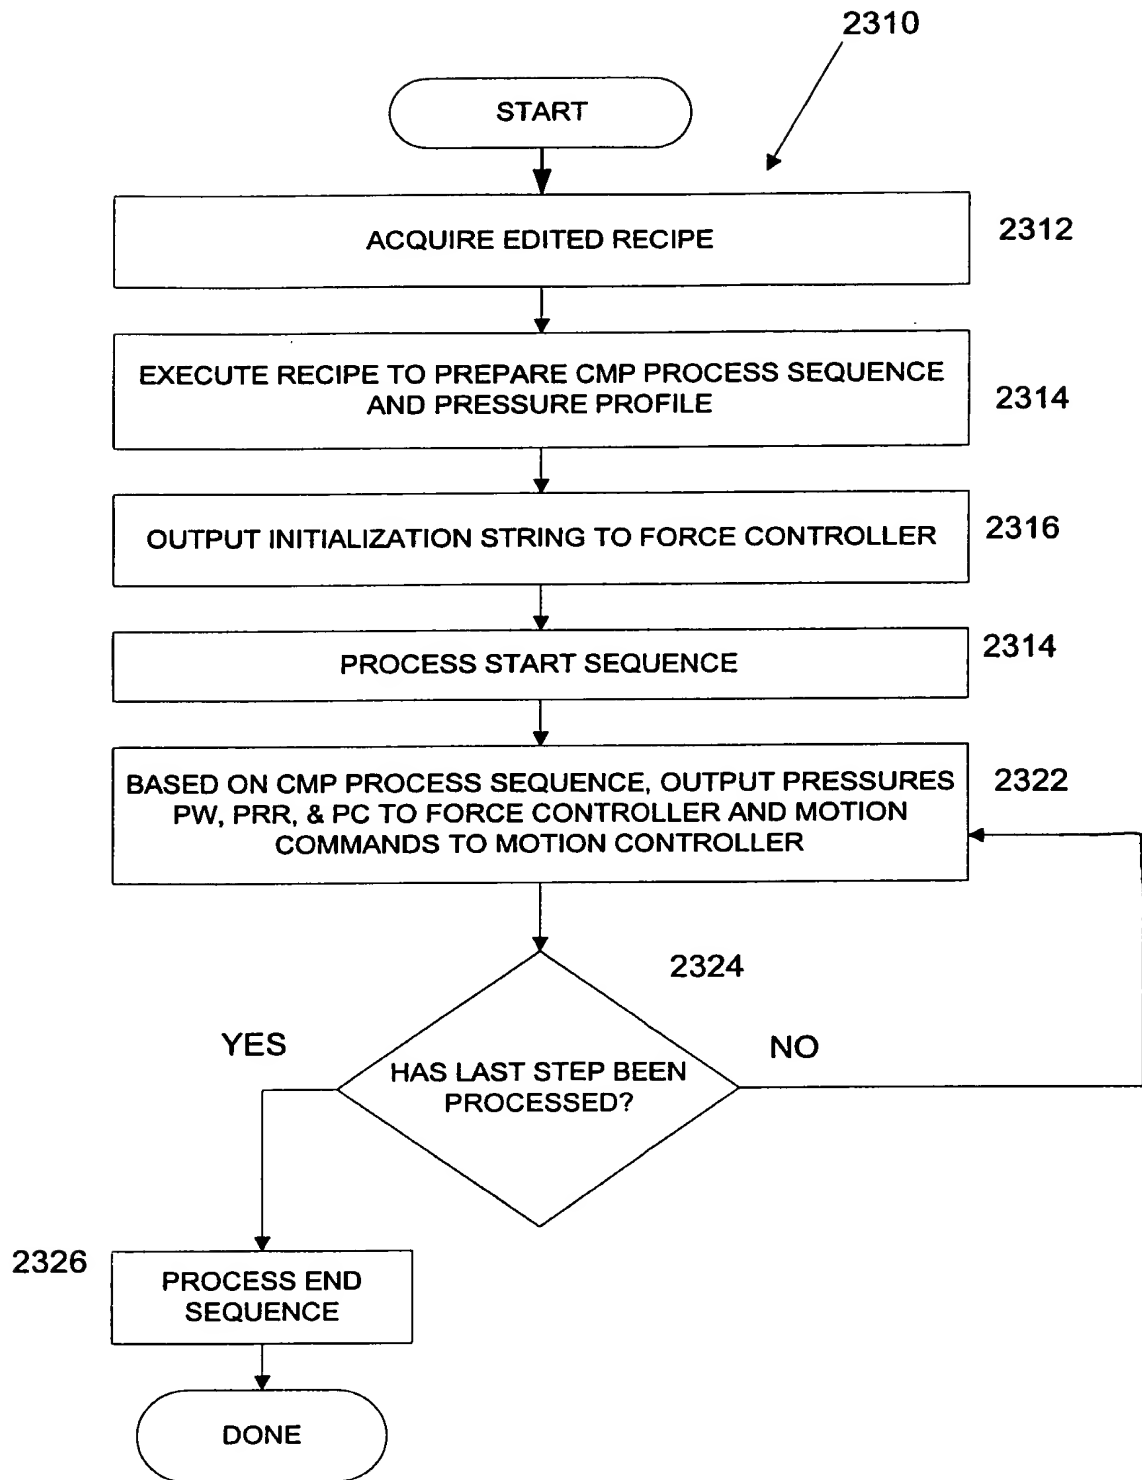 2310
START
ACQUIRE EDITED RECIPE
2312
EXECUTE RECIPE TO PREPARE CMP PROCESS SEQUENCE
AND PRESSURE PROFILE
2314
OUTPUT INITIALIZATION STRING TO FORCE CONTROLLER
2316
PROCESS START SEQUENCE
2314
BASED ON CMP PROCESS SEQUENCE, OUTPUT PRESSURES
PW, PRR, & PC TO FORCE CONTROLLER AND MOTION
COMMANDS TO MOTION CONTROLLER
2322
2324
YES
NO
HAS LAST STEP BEEN
PROCESSED?
2326
PROCESS END
SEQUENCE
DONE